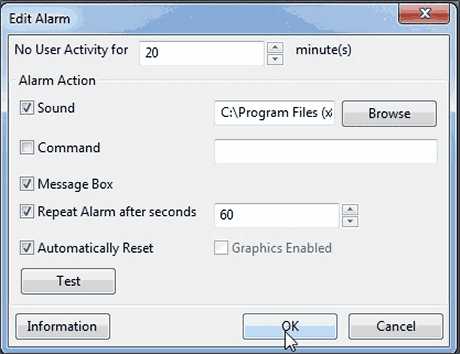 Edit Alarm
No User Activity for 20 minute(s)
Alarm Action
Sound C:\Program Files (x Browse
Command
Message Box
Repeat Alarm after seconds 60
Automatically Reset Graphics Enabled
Test
Information OK Cancel